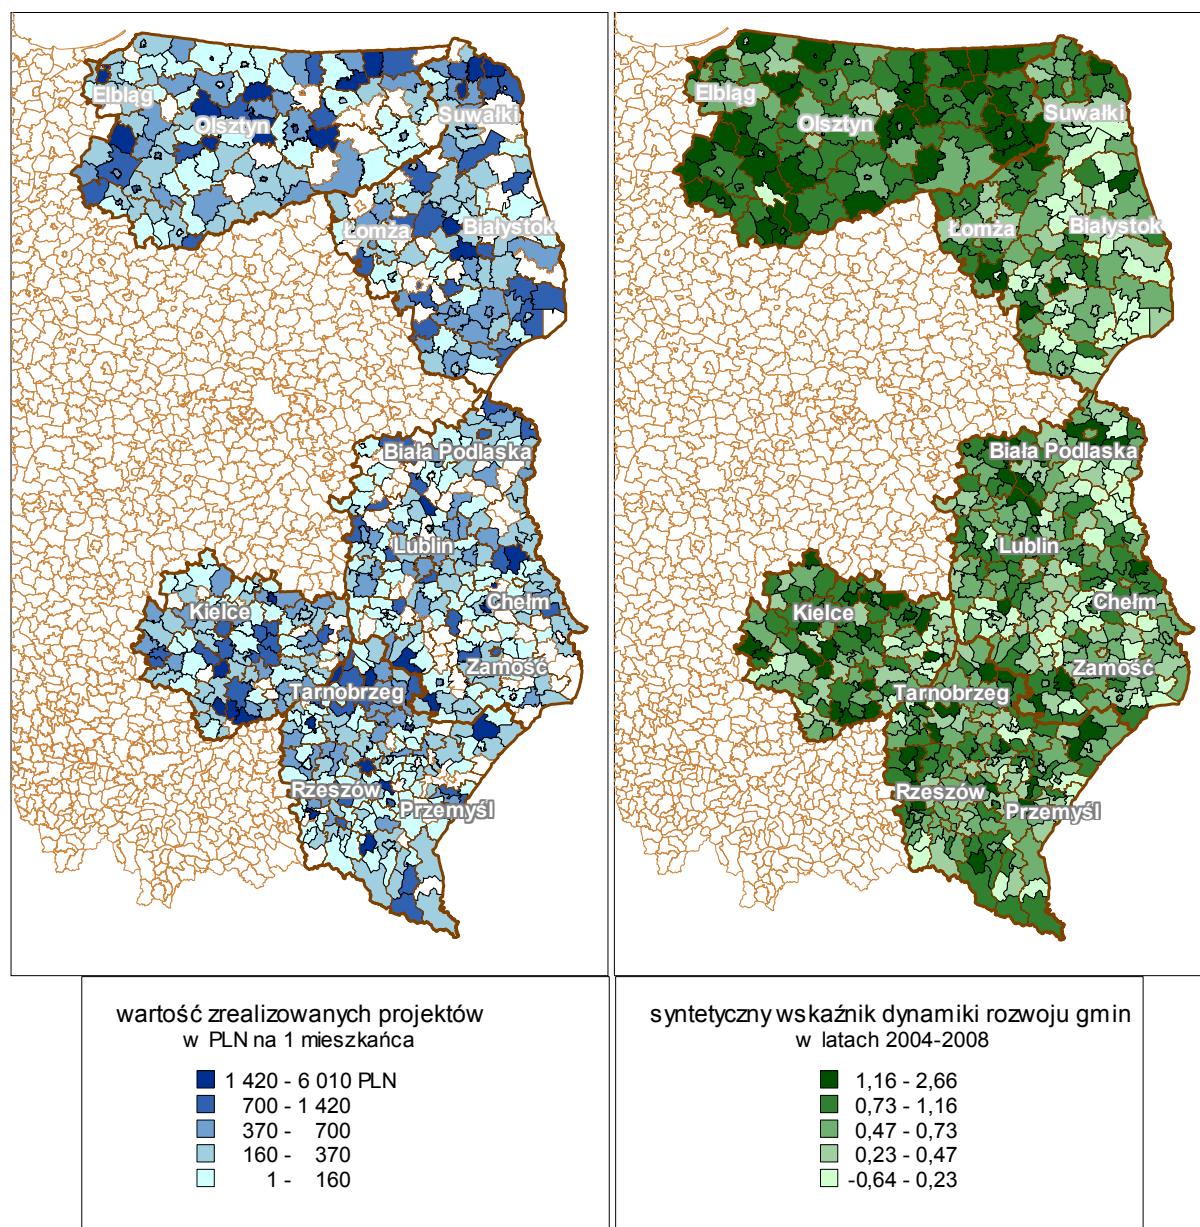 Elbląg
Olsztyn
Suwałki
Łomża
Białystok
Biała Podlaska
Lublin
Chełm
Kielce
Zamość
Tarnobrzeg
Rzeszów
Przemyśl
wartość zrealizowanych projektów
w PLN na 1 mieszkańca
1 420 - 6 010 PLN
700 - 1 420
370 - 700
160 - 370
1 - 160
Elbląg
Olsztyn
Suwałki
Łomża
Białystok
Biała Podlaska
Lublin
Chełm
Kielce
Zamość
Tarnobrzeg
Rzeszów
Przemyśl
syntetyczny wskaźnik dynamiki rozwoju gmin
w latach 2004-2008
1,16 - 2,66
0,73 - 1,16
0,47 - 0,73
0,23 - 0,47
-0,64 - 0,23